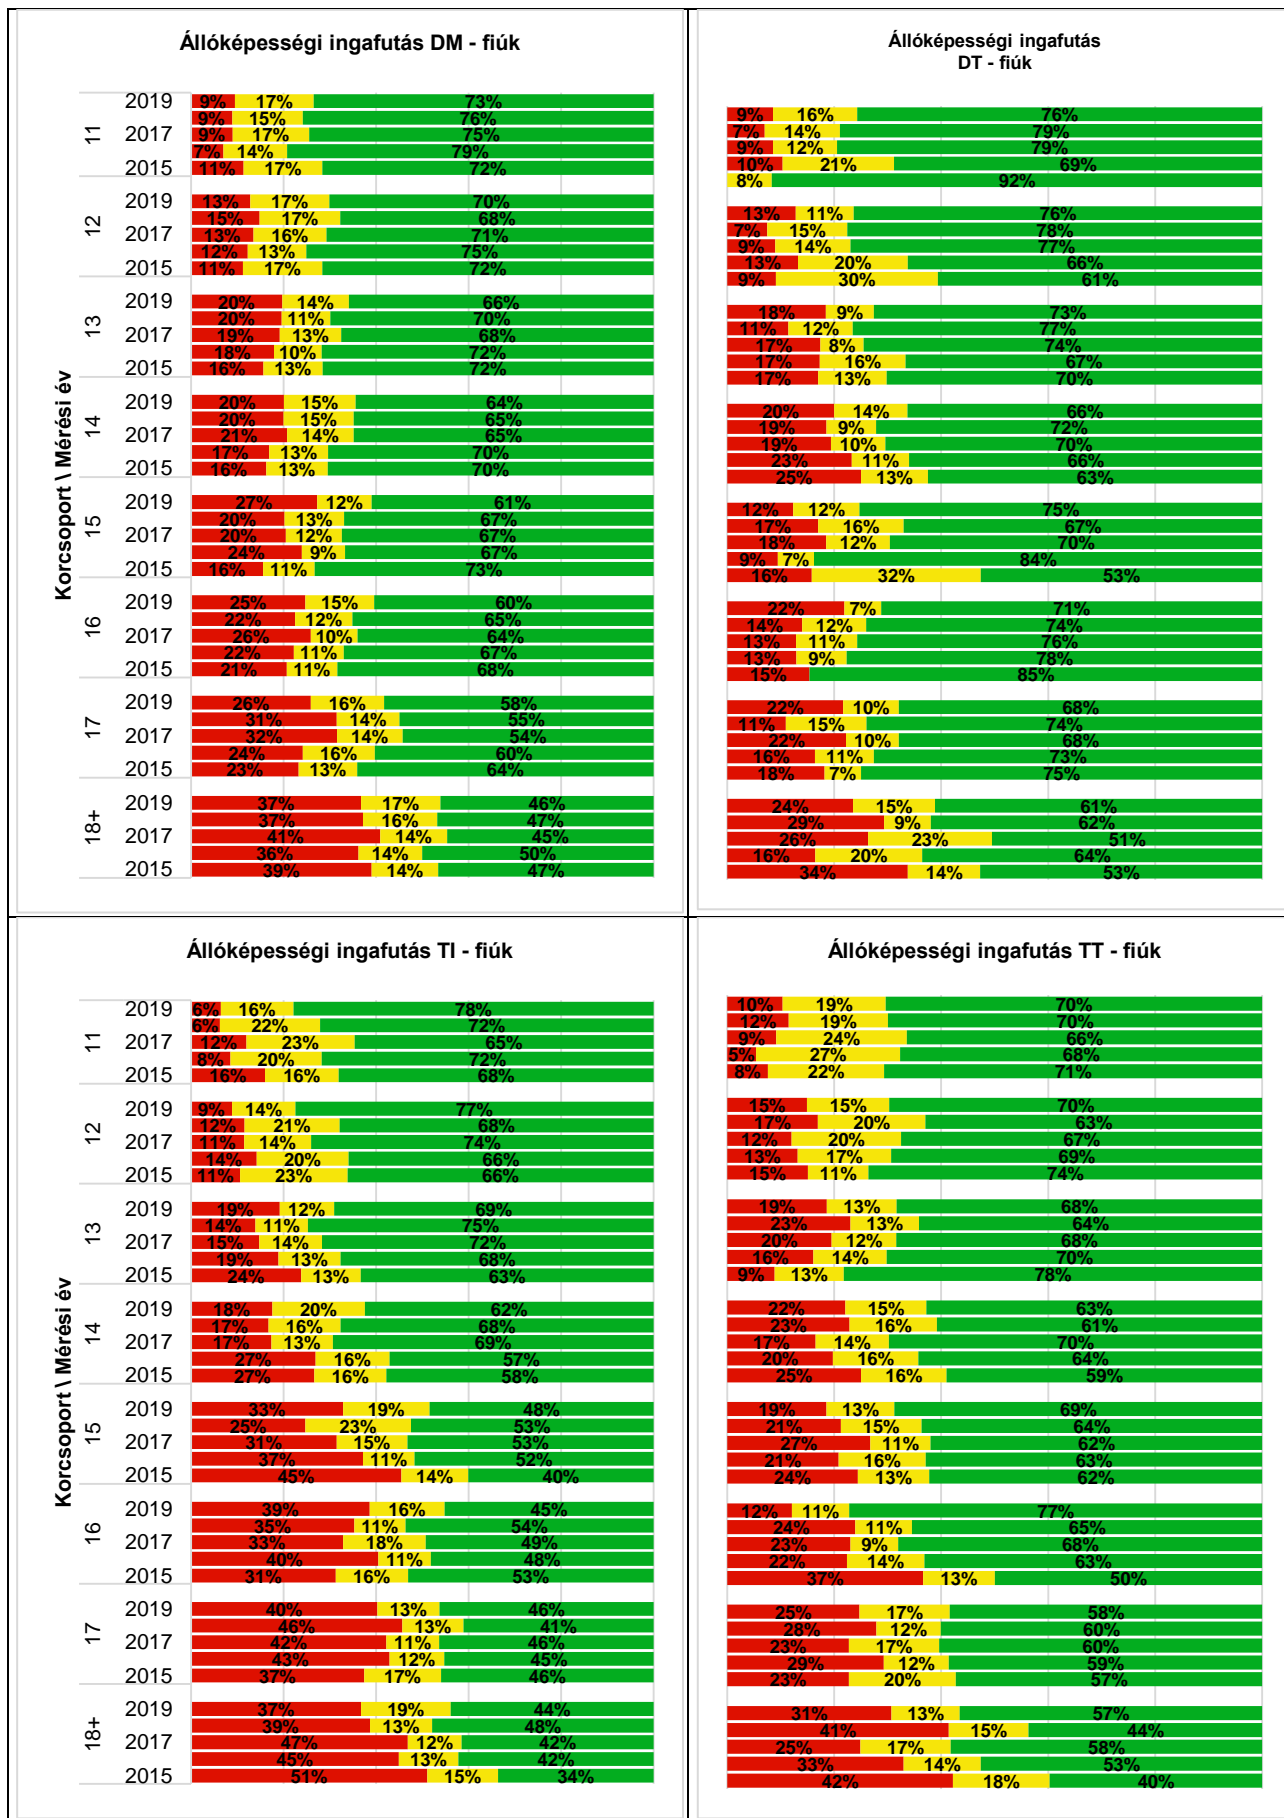 Állóképességi ingafutás DM - fiúk
Korcsoport \ Mérési év
11
2019 9% 17% 73%
9% 15% 76%
2017 9% 17% 75%
7% 14% 79%
2015 11% 17% 72%
12
2019 13% 17% 70%
15% 17% 68%
2017 13% 16% 71%
12% 13% 75%
2015 11% 17% 72%
13
2019 20% 14% 66%
20% 11% 70%
2017 19% 13% 68%
18% 10% 72%
2015 16% 13% 72%
14
2019 20% 15% 64%
20% 15% 65%
2017 21% 14% 65%
17% 13% 70%
2015 16% 13% 70%
15
2019 27% 12% 61%
20% 13% 67%
2017 20% 12% 67%
24% 9% 67%
2015 16% 11% 73%
16
2019 25% 15% 60%
22% 12% 65%
2017 26% 10% 64%
22% 11% 67%
2015 21% 11% 68%
17
2019 26% 16% 58%
31% 14% 55%
2017 32% 14% 54%
24% 16% 60%
2015 23% 13% 64%
18+
2019 37% 17% 46%
37% 16% 47%
2017 41% 14% 45%
36% 14% 50%
2015 39% 14% 47%
Állóképességi ingafutás
DT - fiúk
9% 16% 76%
7% 14% 79%
9% 12% 79%
10% 21% 69%
8% 92%
13% 11% 76%
7% 15% 78%
9% 14% 77%
13% 20% 66%
9% 30% 61%
18% 9% 73%
11% 12% 77%
17% 8% 74%
17% 16% 67%
17% 13% 70%
20% 14% 66%
19% 9% 72%
19% 10% 70%
23% 11% 66%
25% 13% 63%
12% 12% 75%
17% 16% 67%
18% 12% 70%
9% 7% 84%
16% 32% 53%
22% 7% 71%
14% 12% 74%
13% 11% 76%
13% 9% 78%
15% 85%
22% 10% 68%
11% 15% 74%
22% 10% 68%
16% 11% 73%
18% 7% 75%
24% 15% 61%
29% 9% 62%
26% 23% 51%
16% 20% 64%
34% 14% 53%
Állóképességi ingafutás TI - fiúk
Korcsoport \ Mérési év
11
2019 6% 16% 78%
6% 22% 72%
2017 12% 23% 65%
8% 20% 72%
2015 16% 16% 68%
12
2019 9% 14% 77%
12% 21% 68%
2017 11% 14% 74%
14% 20% 66%
2015 11% 23% 66%
13
2019 19% 12% 69%
14% 11% 75%
2017 15% 14% 72%
19% 13% 68%
2015 24% 13% 63%
14
2019 18% 20% 62%
17% 16% 68%
2017 17% 13% 69%
27% 16% 57%
2015 27% 16% 58%
15
2019 33% 19% 48%
25% 23% 53%
2017 31% 15% 53%
37% 11% 52%
2015 45% 14% 40%
16
2019 39% 16% 45%
35% 11% 54%
2017 33% 18% 49%
40% 11% 48%
2015 31% 16% 53%
17
2019 40% 13% 46%
46% 13% 41%
2017 42% 11% 46%
43% 12% 45%
2015 37% 17% 46%
18+
2019 37% 19% 44%
39% 13% 48%
2017 47% 12% 42%
45% 13% 42%
2015 51% 15% 34%
Állóképességi ingafutás TT - fiúk
10% 19% 70%
12% 19% 70%
9% 24% 66%
5% 27% 68%
8% 22% 71%
15% 15% 70%
17% 20% 63%
12% 20% 67%
13% 17% 69%
15% 11% 74%
19% 13% 68%
23% 13% 64%
20% 12% 68%
16% 14% 70%
9% 13% 78%
22% 15% 63%
23% 16% 61%
17% 14% 70%
20% 16% 64%
25% 16% 59%
19% 13% 69%
21% 15% 64%
27% 11% 62%
21% 16% 63%
24% 13% 62%
12% 11% 77%
24% 11% 65%
23% 9% 68%
22% 14% 63%
37% 13% 50%
25% 17% 58%
28% 12% 60%
23% 17% 60%
29% 12% 59%
23% 20% 57%
31% 13% 57%
41% 15% 44%
25% 17% 58%
33% 14% 53%
42% 18% 40%